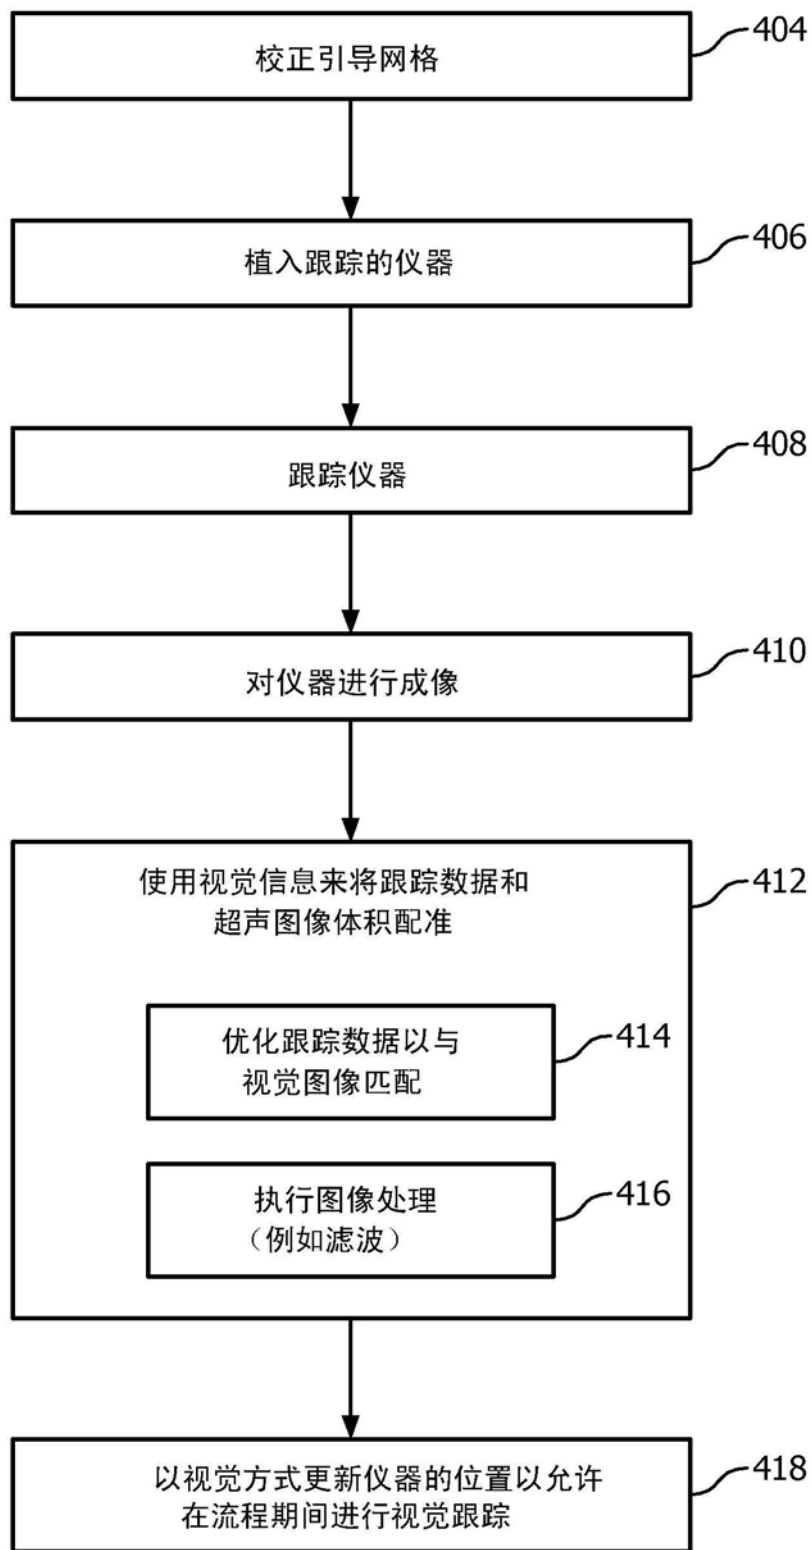 校正引导网格
404
植入跟踪的仪器
406
跟踪仪器
408
对仪器进行成像
410
使用视觉信息来将跟踪数据和
超声图像体积配准
412
优化跟踪数据以与
视觉图像匹配
414
执行图像处理
（例如滤波）
416
以视觉方式更新仪器的位置以允许
在流程期间进行视觉跟踪
418